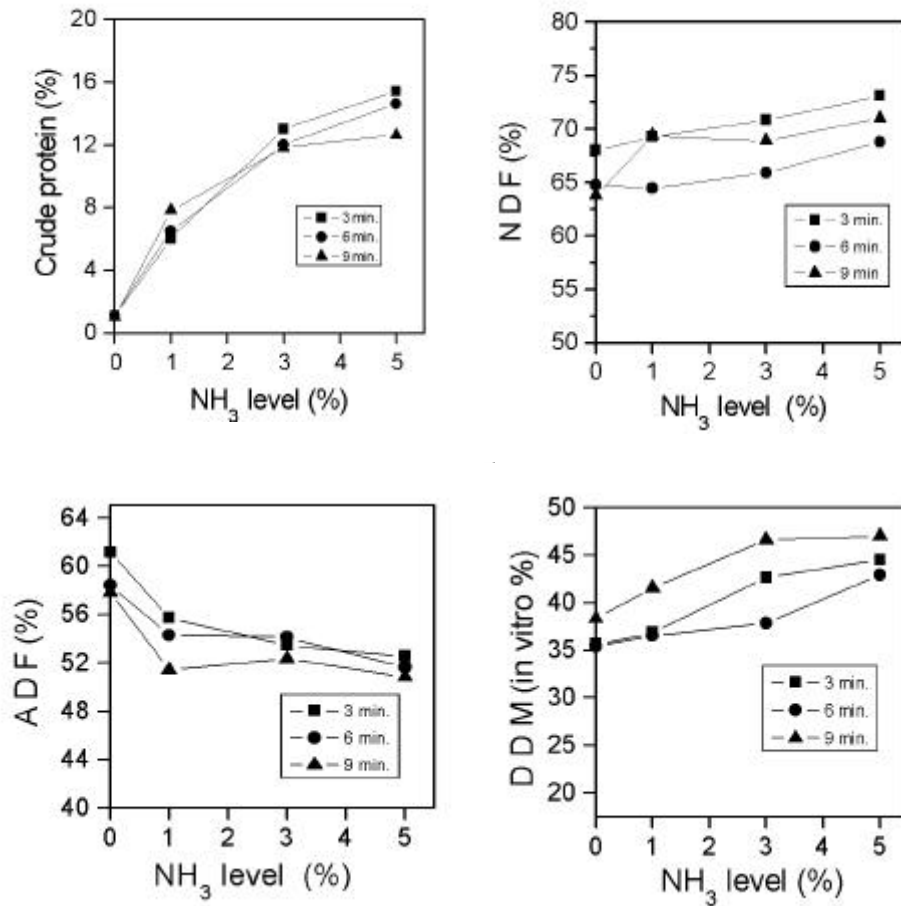 20
16
12
8
4
0
Crude protein (%)
3 min.
6 min.
9 min.
0 1 2 3 4 5
NH₃ level (%)
80
75
70
65
60
55
50
N D F (%)
3 min.
6 min.
9 min
0 1 2 3 4 5
NH₃ level (%)
64
60
56
52
48
44
40
A D F (%)
3 min.
6 min.
9 min.
0 1 2 3 4 5
NH₃ level (%)
50
45
40
35
30
25
20
D D M (in vitro %)
3 min.
6 min.
9 min.
0 1 2 3 4 5
NH₃ level (%)